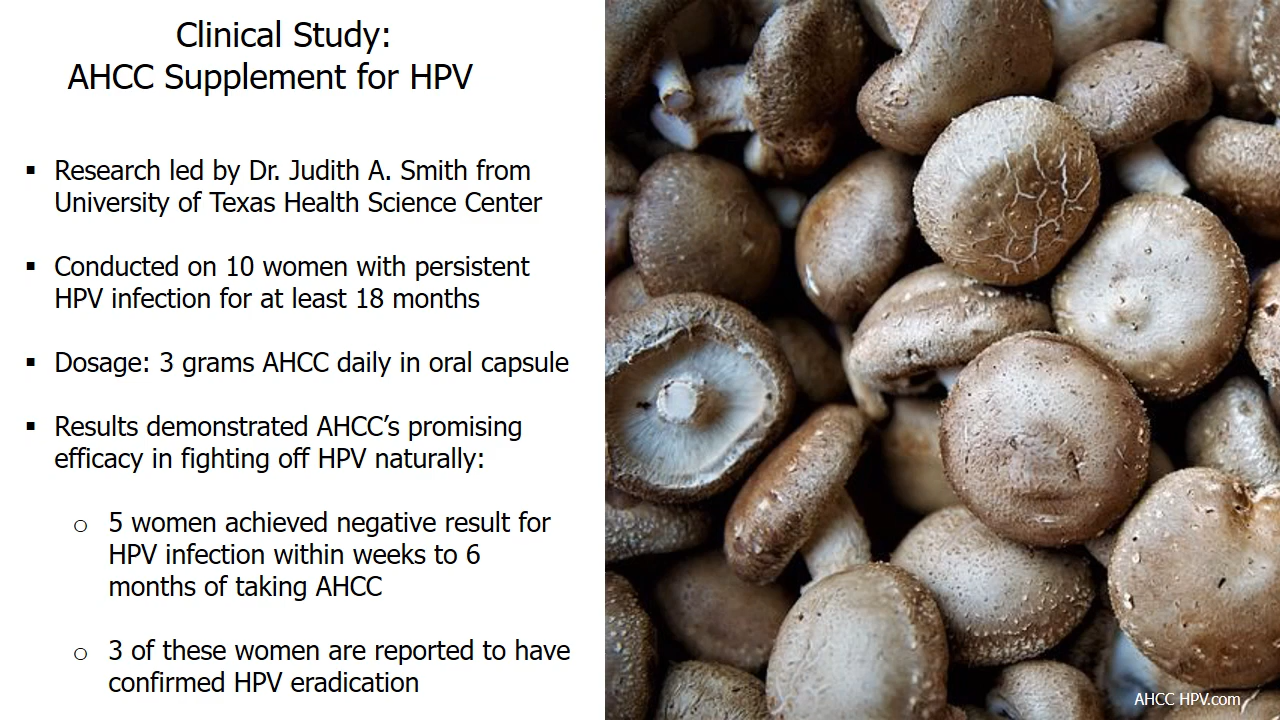 Clinical Study:
AHCC Supplement for HPV
▪ Research led by Dr. Judith A. Smith from
University of Texas Health Science Center
▪ Conducted on 10 women with persistent
HPV infection for at least 18 months
▪ Dosage: 3 grams AHCC daily in oral capsule
▪ Results demonstrated AHCC’s promising
efficacy in fighting off HPV naturally:
o 5 women achieved negative result for
HPV infection within weeks to 6
months of taking AHCC
o 3 of these women are reported to have
confirmed HPV eradication
AHCC HPV.com